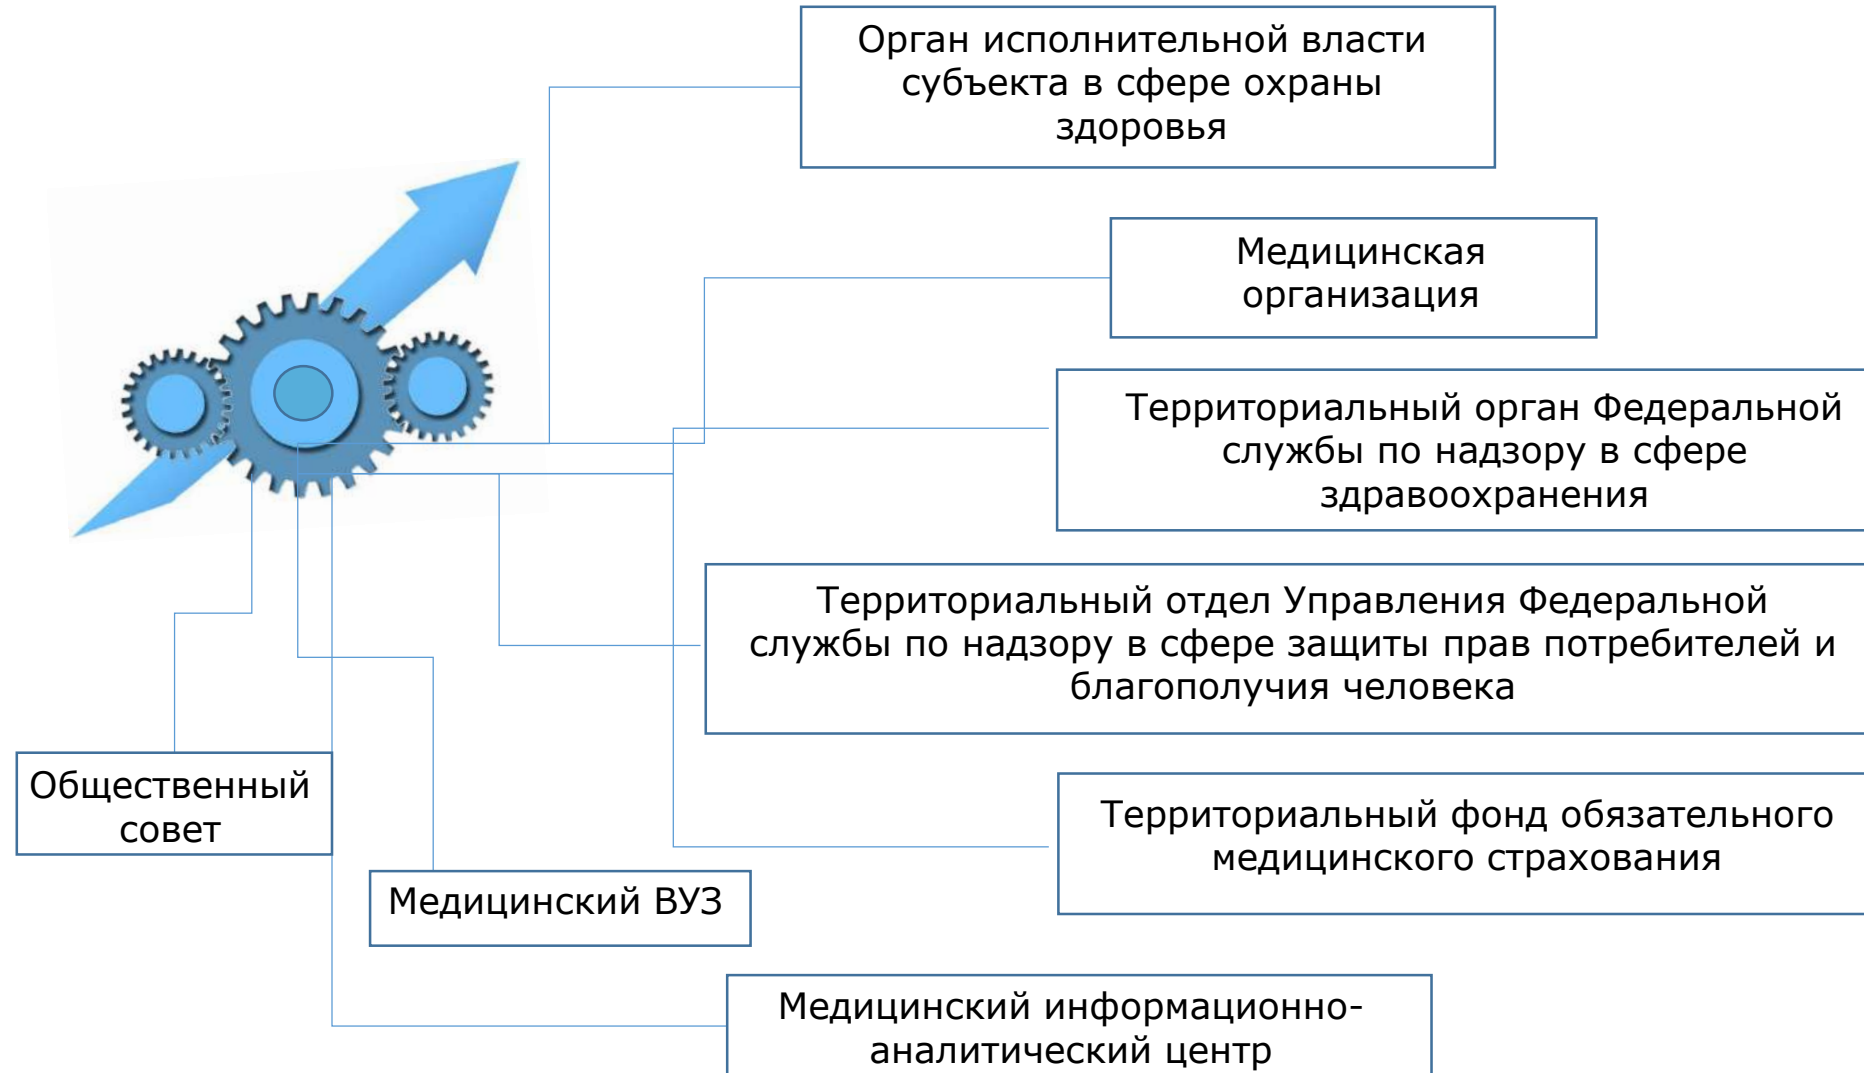 Орган исполнительной власти
субъекта в сфере охраны
здоровья
Медицинская
организация
Территориальный орган Федеральной
службы по надзору в сфере
здравоохранения
Территориальный отдел Управления Федеральной
службы по надзору в сфере защиты прав потребителей и
благополучия человека
Общественный
совет
Территориальный фонд обязательного
медицинского страхования
Медицинский ВУЗ
Медицинский информационно-
аналитический центр